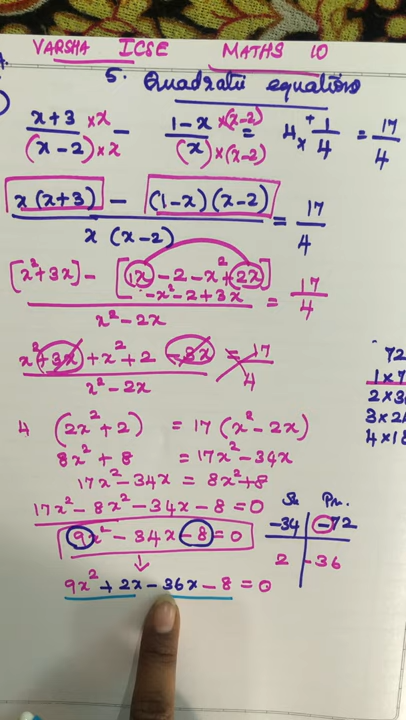 VARSHA ICSE MATHS 10
5. Quadratic equations
(x+3)×x/(x-2)×x - (1-x)×(x-2)/(x)×(x-2) = 4 ×+ 1/4 = 17/4
x(x+3) - (1-x)(x-2) / x(x-2) = 17/4
[x²+3x] - [1x-2-x²+2x] / x²-2x = 17/4
-x²-2+3x
x²+3x+x²+2-3x / x²-2x = 17/4
4 (2x²+2) = 17(x²-2x)
8x²+8 = 17x²-34x
17x²-34x = 8x²+8
17x²-8x²-34x-8=0
9x²-34x-8=0
↓
9x²+2x-36x-8=0
Su Pr.
-34 -72
2 -36
72
1×7
2×3
3×2
4×18